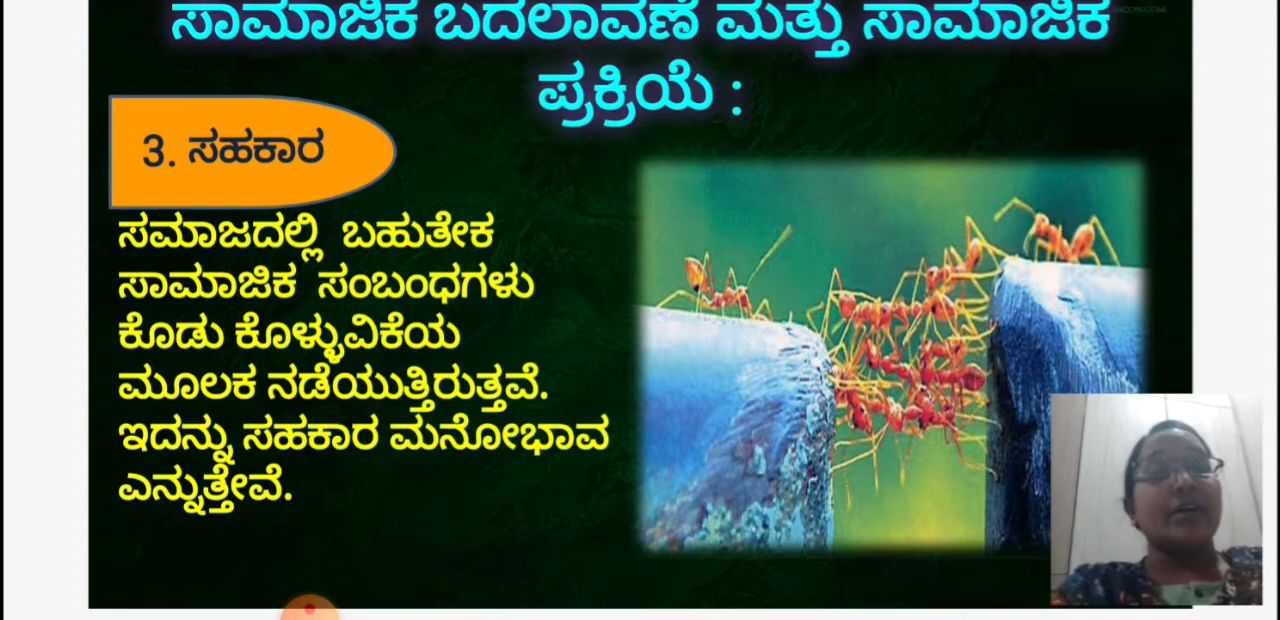 ಸಾಮಾಜಿಕ ಬದಲಾವಣೆ ಮತ್ತು ಸಾಮಾಜಿಕ
ಪ್ರಕ್ರಿಯೆ :
3. ಸಹಕಾರ
ಸಮಾಜದಲ್ಲಿ ಬಹುತೇಕ
ಸಾಮಾಜಿಕ ಸಂಬಂಧಗಳು
ಕೊಡು ಕೊಳ್ಳುವಿಕೆಯ
ಮೂಲಕ ನಡೆಯುತ್ತಿರುತ್ತವೆ.
ಇದನ್ನು ಸಹಕಾರ ಮನೋಭಾವ
ಎನ್ನುತ್ತೇವೆ.